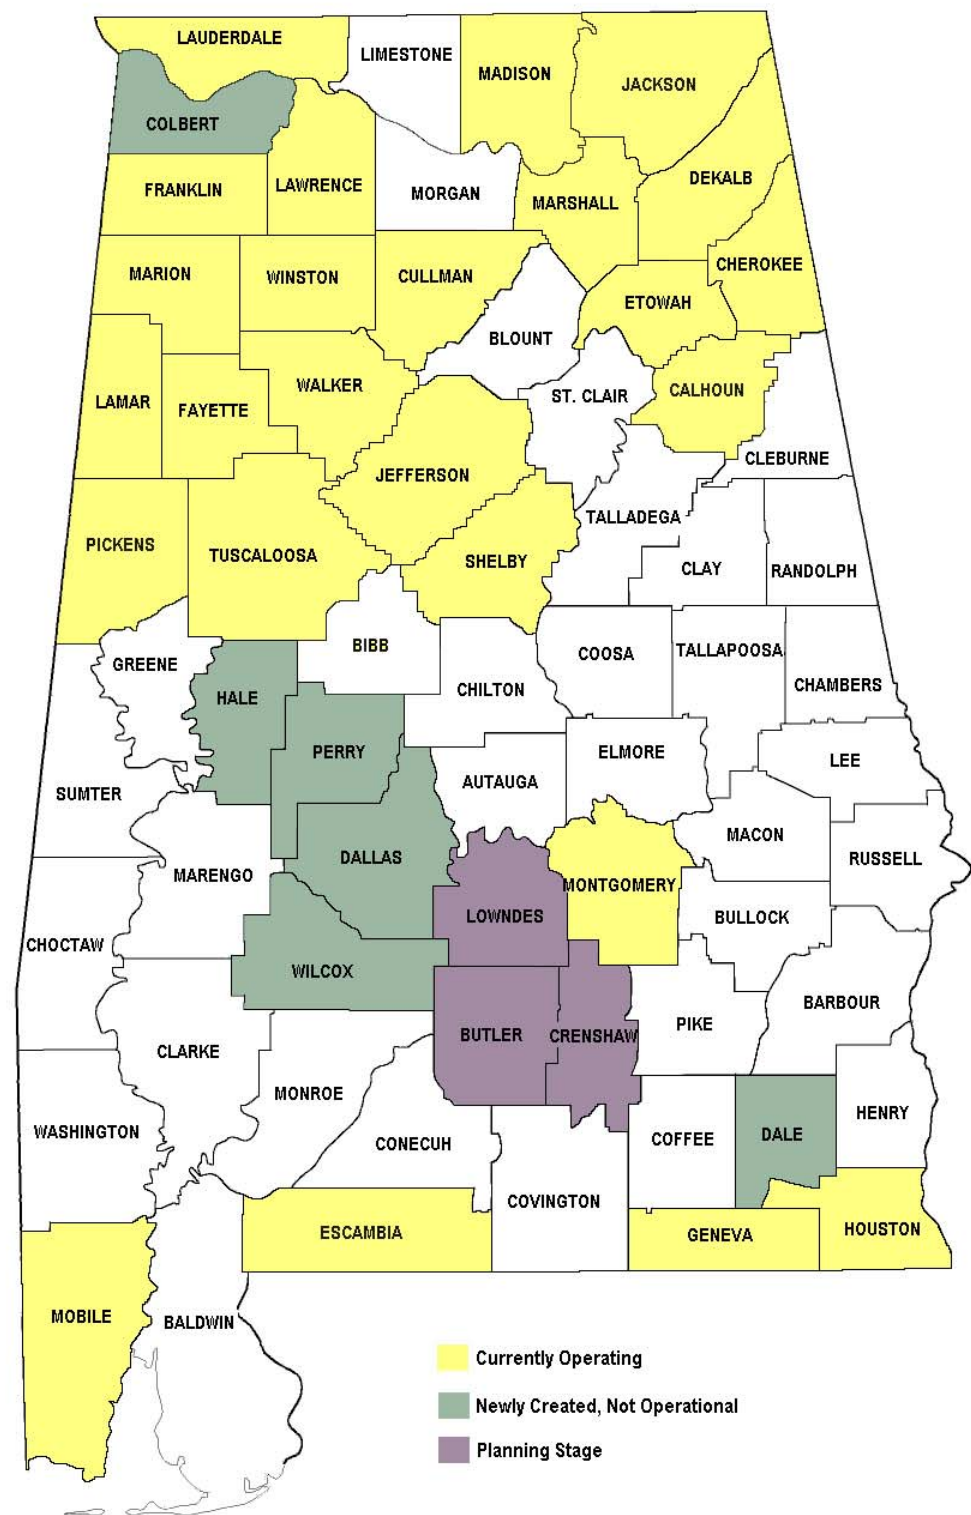 LAUDERDALE
LIMESTONE
MADISON
JACKSON
COLBERT
FRANKLIN
LAWRENCE
MORGAN
MARSHALL
DEKALB
MARION
WINSTON
CULLMAN
CHEROKEE
ETOWAH
BLOUNT
LAMAR
FAYETTE
WALKER
ST. CLAIR
CALHOUN
CLEBURNE
JEFFERSON
TALLADEGA
PICKENS
TUSCALOOSA
SHELBY
CLAY
RANDOLPH
GREENE
BIBB
COOSA
TALLAPOOSA
HALE
CHILTON
CHAMBERS
PERRY
ELMORE
LEE
SUMTER
AUTAUGA
MACON
MARENGO
DALLAS
RUSSELL
MONTGOMERY
LOWNDES
BULLOCK
CHOCTAW
WILCOX
BARBOUR
BUTLER
CRENSHAW
PIKE
CLARKE
MONROE
WASHINGTON
CONECUH
COFFEE
DALE
HENRY
COVINGTON
ESCAMBIA
GENEVA
HOUSTON
MOBILE
BALDWIN
Currently Operating
Newly Created, Not Operational
Planning Stage